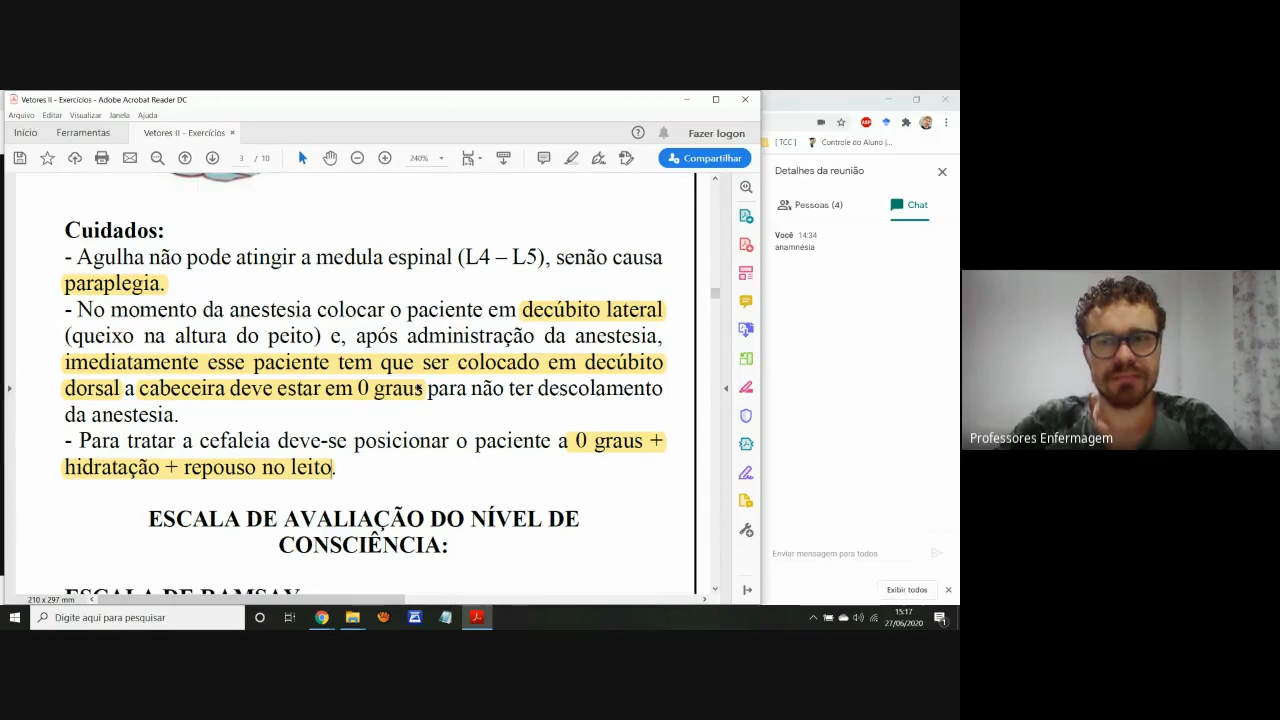 Vetores II - Exercícios - Adobe Acrobat Reader DC
Arquivo Editar Visualizar Janela Ajuda
Início Ferramentas Vetores II - Exercícios × Fazer logon
3 / 10 240% Compartilhar
Cuidados:
- Agulha não pode atingir a medula espinal (L4 – L5), senão causa
paraplegia.
- No momento da anestesia colocar o paciente em decúbito lateral
(queixo na altura do peito) e, após administração da anestesia,
imediatamente esse paciente tem que ser colocado em decúbito
dorsal a cabeceira deve estar em 0 graus para não ter descolamento
da anestesia.
- Para tratar a cefaleia deve-se posicionar o paciente a 0 graus +
hidratação + repouso no leito.
ESCALA DE AVALIAÇÃO DO NÍVEL DE
CONSCIÊNCIA:
ESCALA DE RAMSAY
210 x 297 mm
[ TCC ] Controle do Aluno |...
Detalhes da reunião
Pessoas (4) Chat
Você 14:34
anamnésia
Enviar mensagem para todos
Exibir todos
Digite aqui para pesquisar
15:17
27/06/2020
Professores Enfermagem